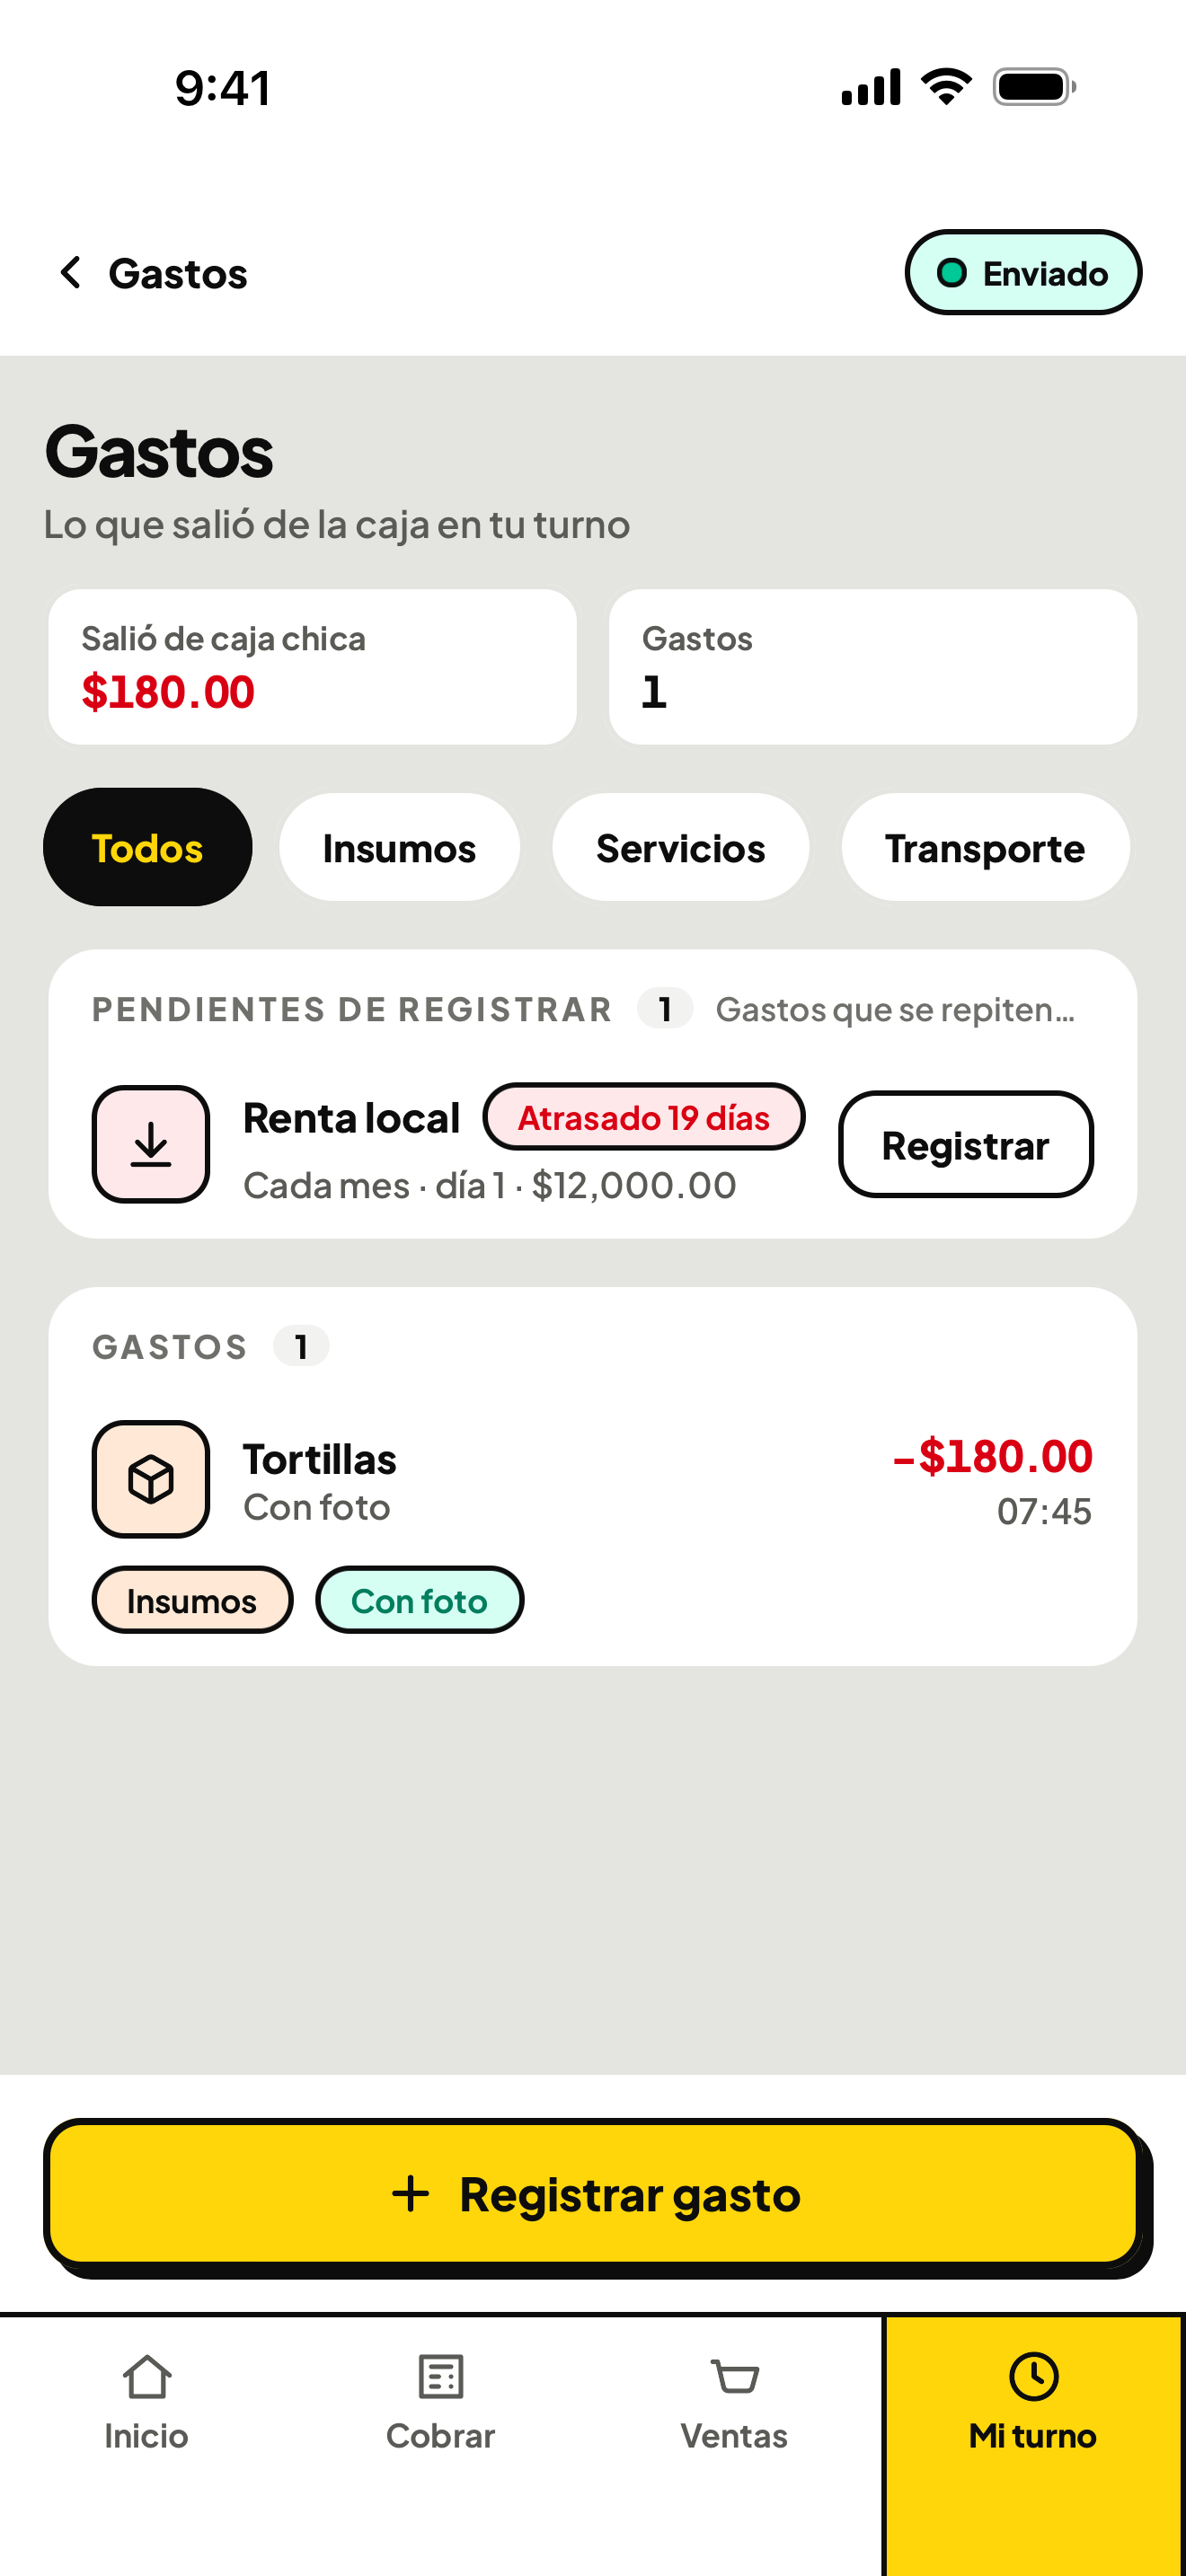 9:41
Gastos
Enviado
Gastos
Lo que salió de la caja en tu turno
Salió de caja chica
$180.00
Gastos
1
Todos
Insumos
Servicios
Transporte
PENDIENTES DE REGISTRAR 1 Gastos que se repiten...
Renta local Atrasado 19 días
Cada mes · día 1 · $12,000.00
Registrar
GASTOS 1
Tortillas
Con foto
-$180.00
07:45
Insumos
Con foto
+ Registrar gasto
Inicio
Cobrar
Ventas
Mi turno